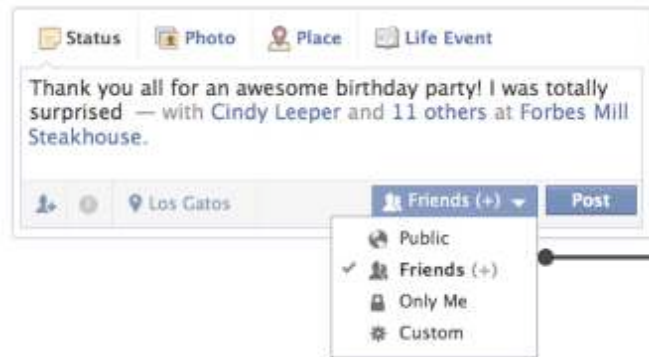 Status Photo Place Life Event
Thank you all for an awesome birthday party! I was totally
surprised — with Cindy Leeper and 11 others at Forbes Mill
Steakhouse.
Los Gatos Friends (+) Post
Public
Friends (+)
Only Me
Custom